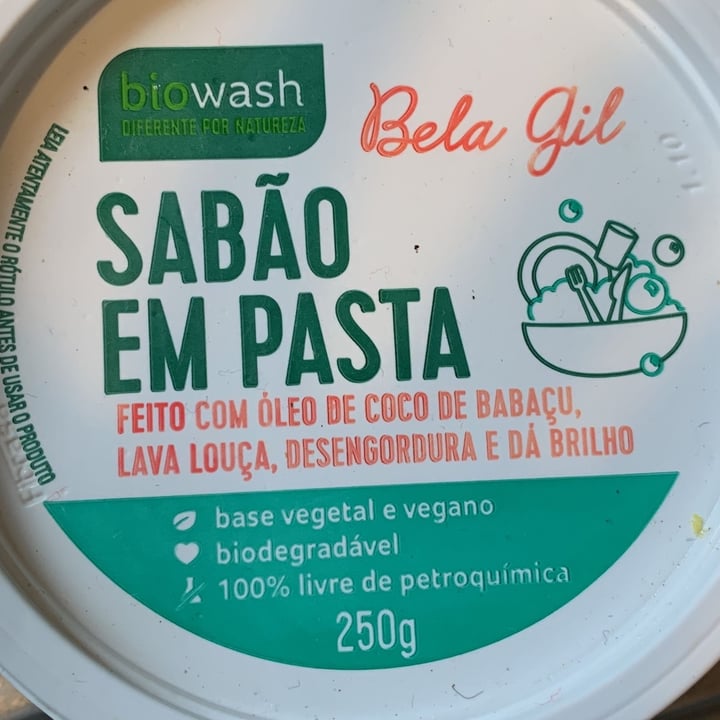 biowash
DIFERENTE POR NATUREZA
Bela Gil
SABÃO
EM PASTA
FEITO COM ÓLEO DE COCO DE BABAÇU,
LAVA LOUÇA, DESENGORDURA E DÁ BRILHO
base vegetal e vegano
biodegradável
100% livre de petroquímica
250g
LEIA ATENTAMENTE O RÓTULO ANTES DE USAR O PRODUTO